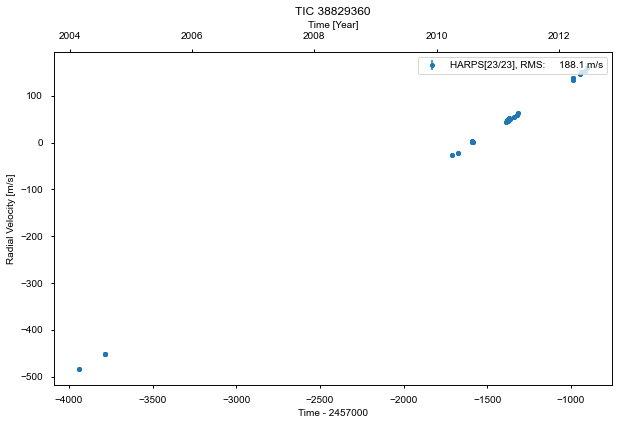 TIC 38829360
Time [Year]
2004 2006 2008 2010 2012
HARPS[23/23], RMS: 188.1 m/s
100
0
−100
−200
−300
−400
−500
Radial Velocity [m/s]
−4000 −3500 −3000 −2500 −2000 −1500 −1000
Time - 2457000